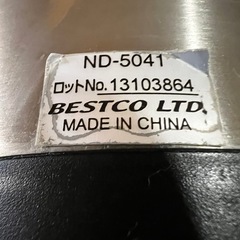 ND-5041
ロットNo.13103864
BESTCO LTD.
MADE IN CHINA